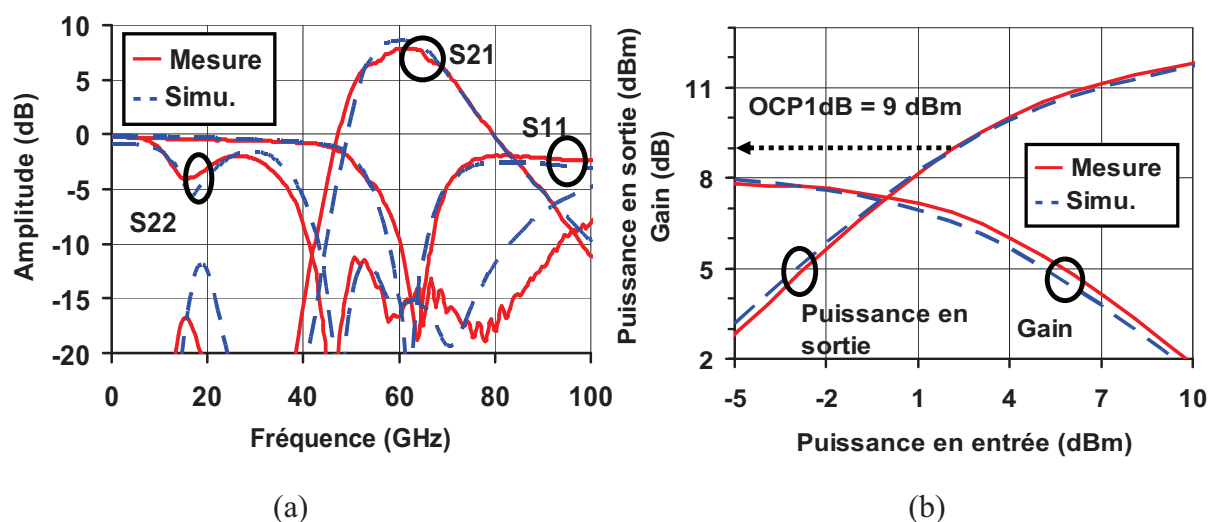 10
5
0
-5
-10
-15
-20
Amplitude (dB)
Mesure
Simu.
S21
S11
S22
0
20
40
60
80
100
Fréquence (GHz)
(a)
Puissance en sortie (dBm)
Gain (dB)
11
8
5
2
OCP1dB = 9 dBm
Mesure
Simu.
Puissance en
sortie
Gain
-5
-2
1
4
7
10
Puissance en entrée (dBm)
(b)